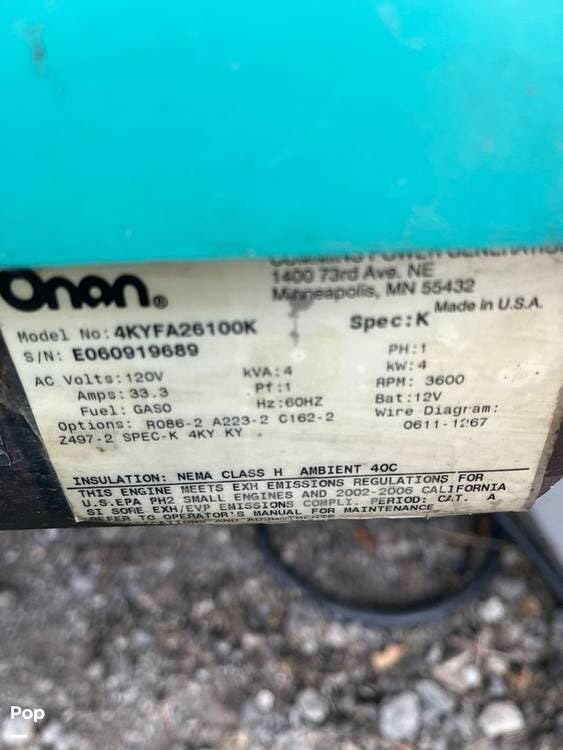 Onan®
1400 73rd Ave. NE
Minneapolis, MN 55432
Made in U.S.A.
Model No: 4KYFA26100K Spec: K
S/N: E060919689
AC Volts: 120V kVA: 4 PH: 1
Amps: 33.3 Pf: 1 kW: 4
Fuel: GASO Hz: 60HZ RPM: 3600
Bat: 12V
Options: R086-2 A223-2 C162-2 Wire Diagram:
Z497-2 SPEC-K 4KY KY 0611-1267
INSULATION: NEMA CLASS H AMBIENT 40C
THIS ENGINE MEETS EXH EMISSIONS REGULATIONS FOR
U.S.EPA PH2 SMALL ENGINES AND 2002-2006 CALIFORNIA
SI SORE EXH/EVP EMISSIONS COMPLI. PERIOD: CAT. A
REFER TO OPERATOR'S MANUAL FOR MAINTENANCE
Pop